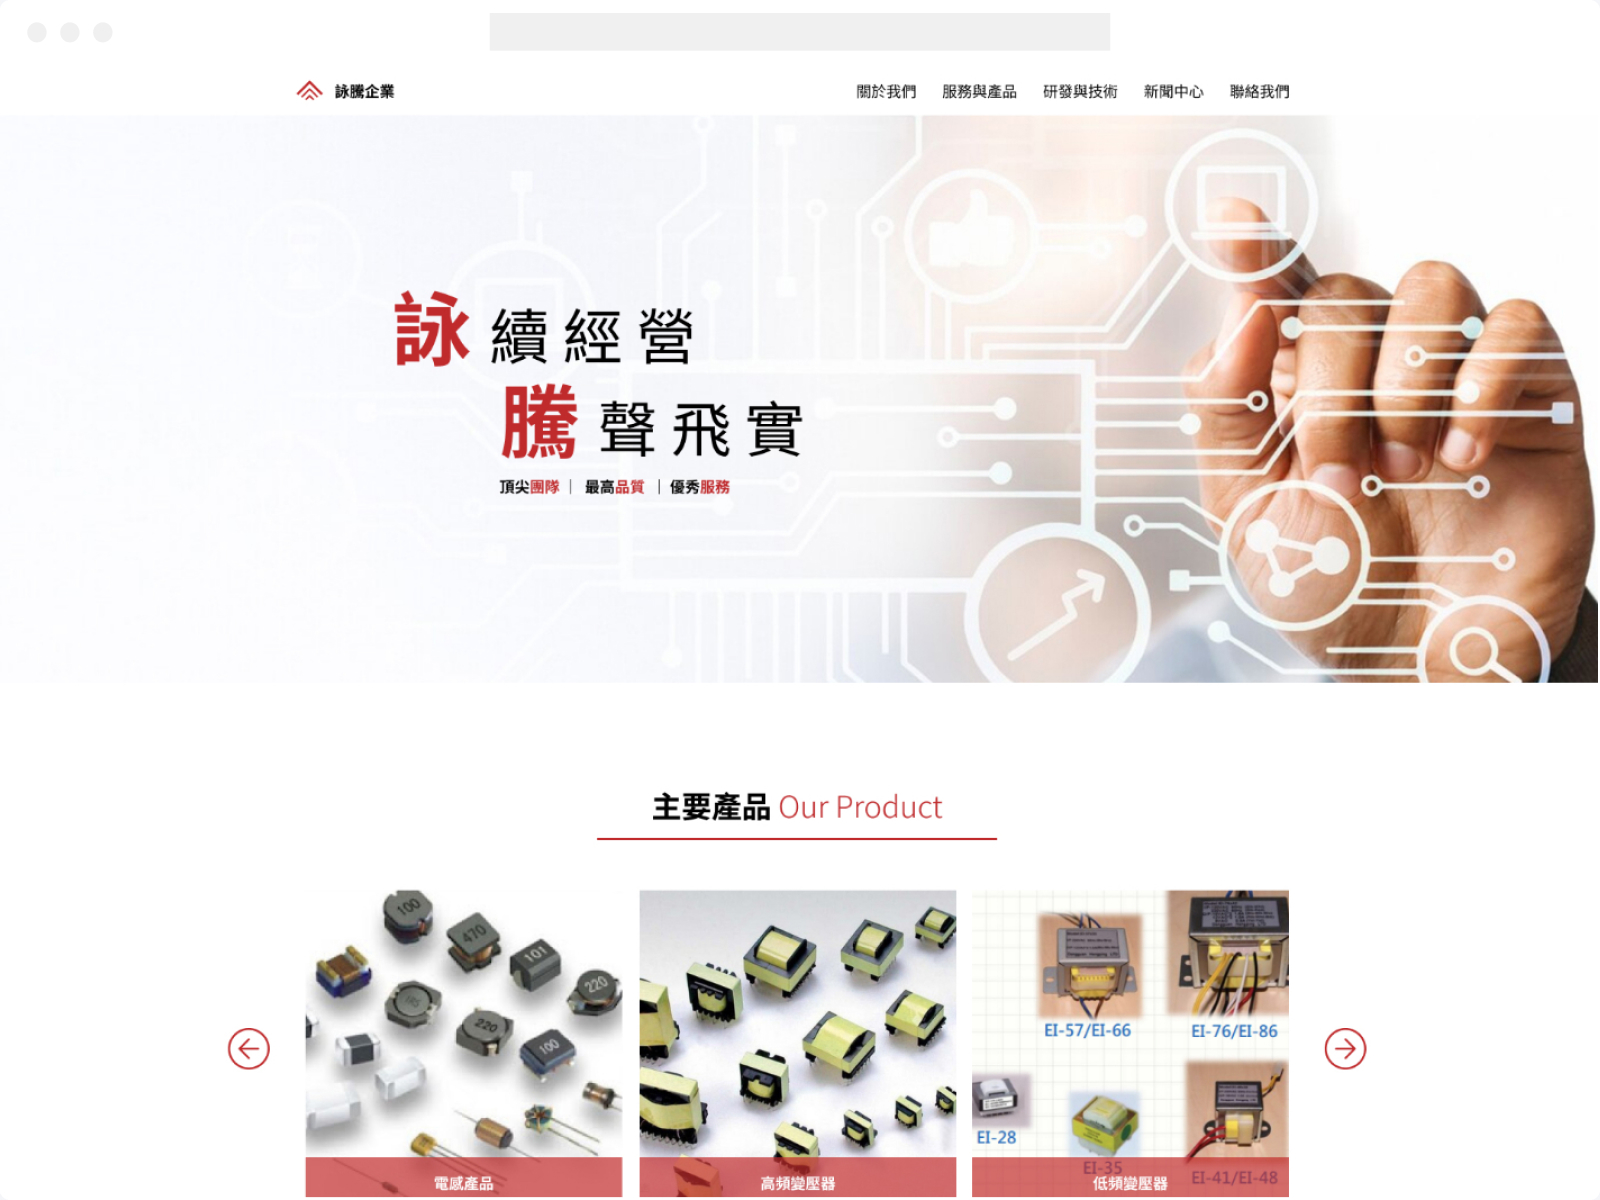 詠騰企業
關於我們 服務與產品 研發與技術 新聞中心 聯絡我們
詠續經營
騰聲飛實
頂尖團隊 | 最高品質 | 優秀服務
主要產品 Our Product
100
470
101
220
220
100
電感產品
高頻變壓器
EI-57/EI-66
EI-76/EI-86
EI-28
EI-35
EI-41/EI-48
低頻變壓器